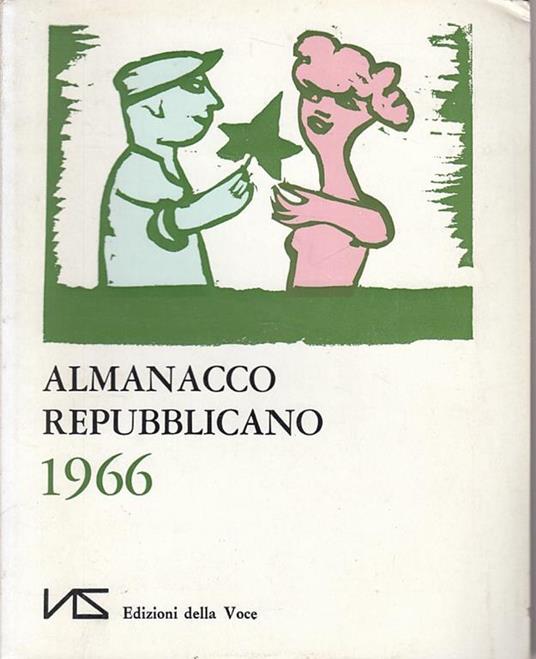 ALMANACCO
REPUBBLICANO
1966
Edizioni della Voce